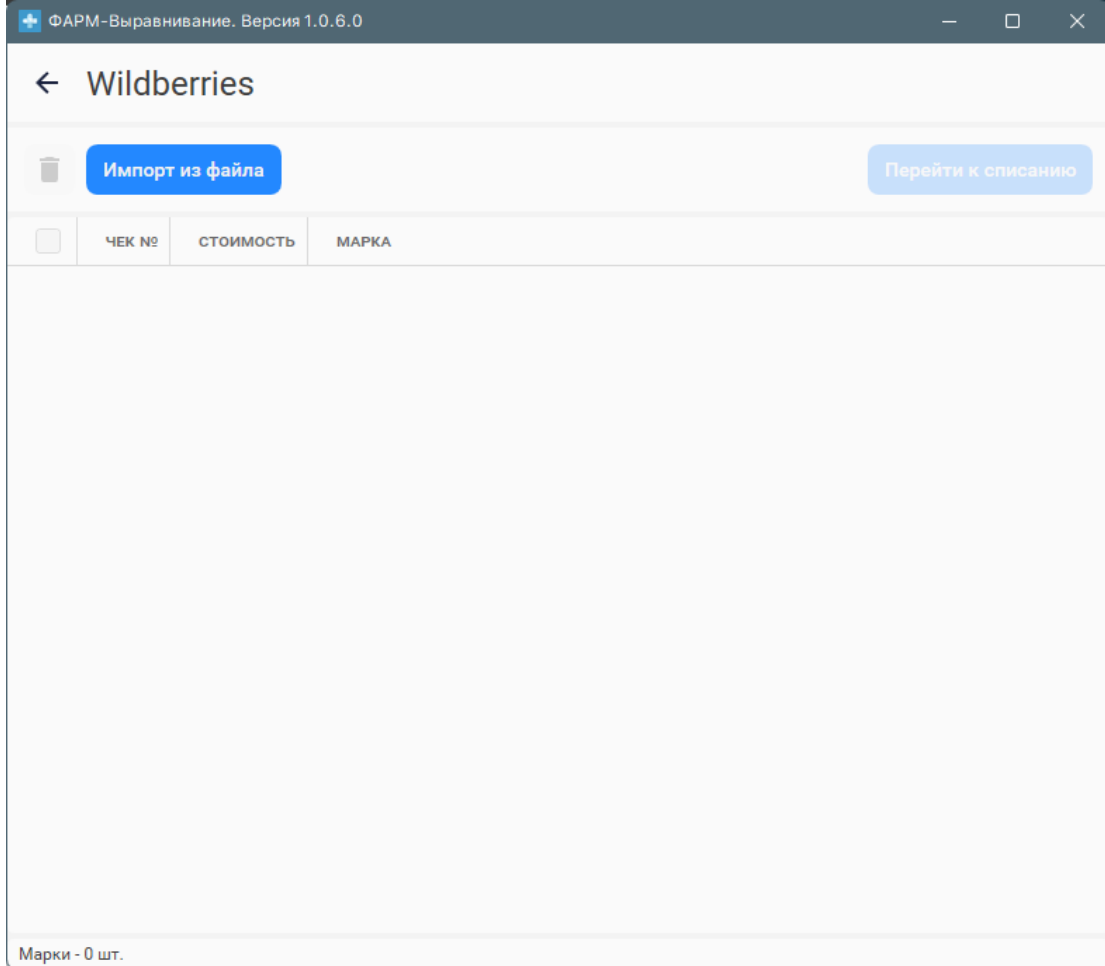 ФАРМ-Выравнивание. Версия 1.0.6.0
Wildberries
Импорт из файла
Перейти к списанию
ЧЕК № СТОИМОСТЬ МАРКА
Марки - 0 шт.